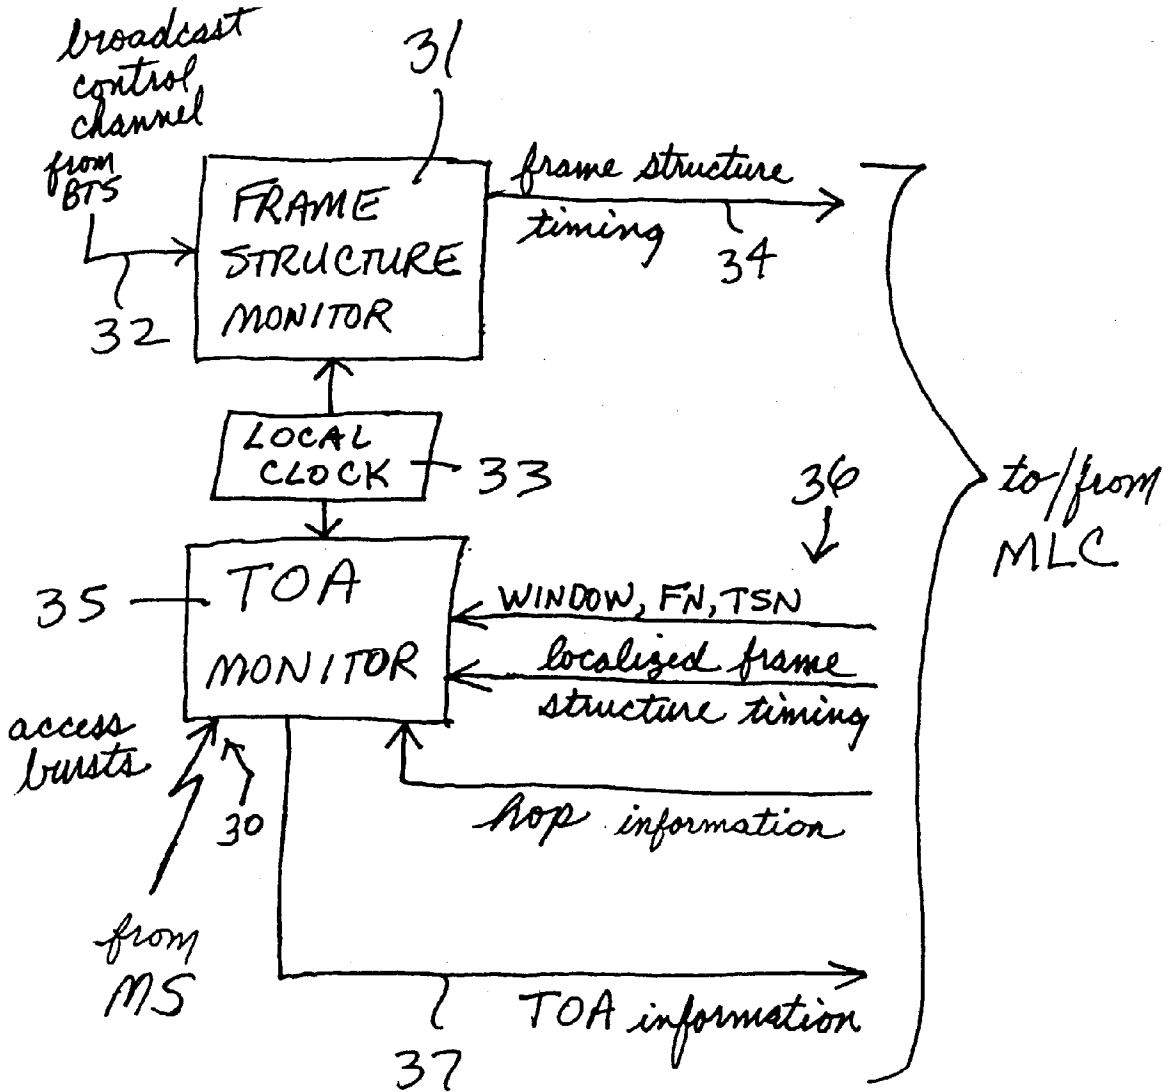 broadcast
control
channel
from
BTS
31
32
FRAME
STRUCTURE
MONITOR
frame structure
timing
34
LOCAL
CLOCK
33
36
to/from
MLC
35
TOA
MONITOR
WINDOW, FN, TSN
localized frame
structure timing
access
bursts
30
hop information
from
MS
TOA information
37